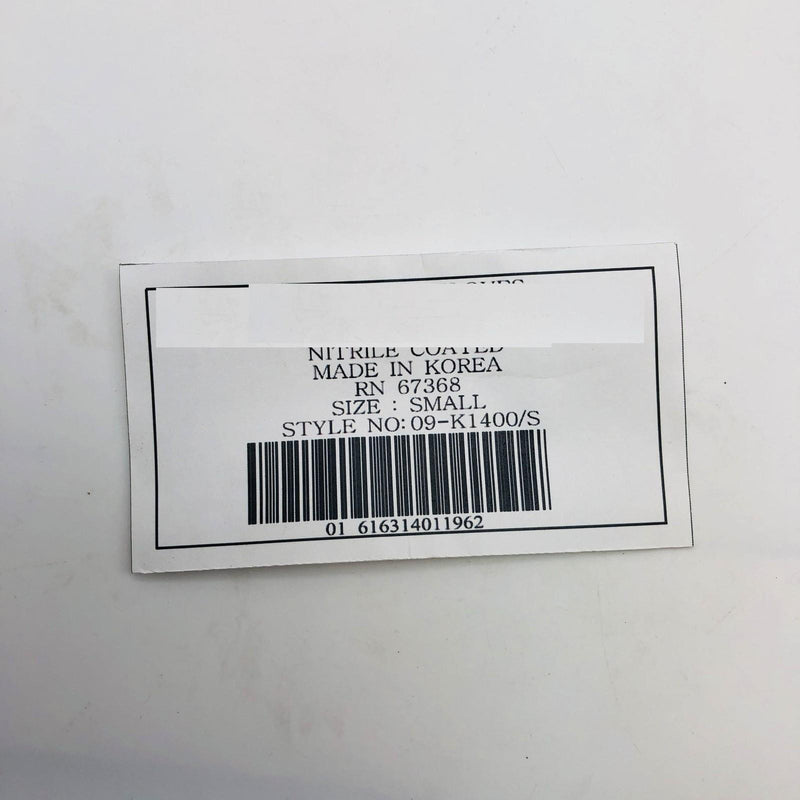 NITRILE COATED
MADE IN KOREA
RN 67368
SIZE : SMALL
STYLE NO: 09-K1400/S
01 616314011962